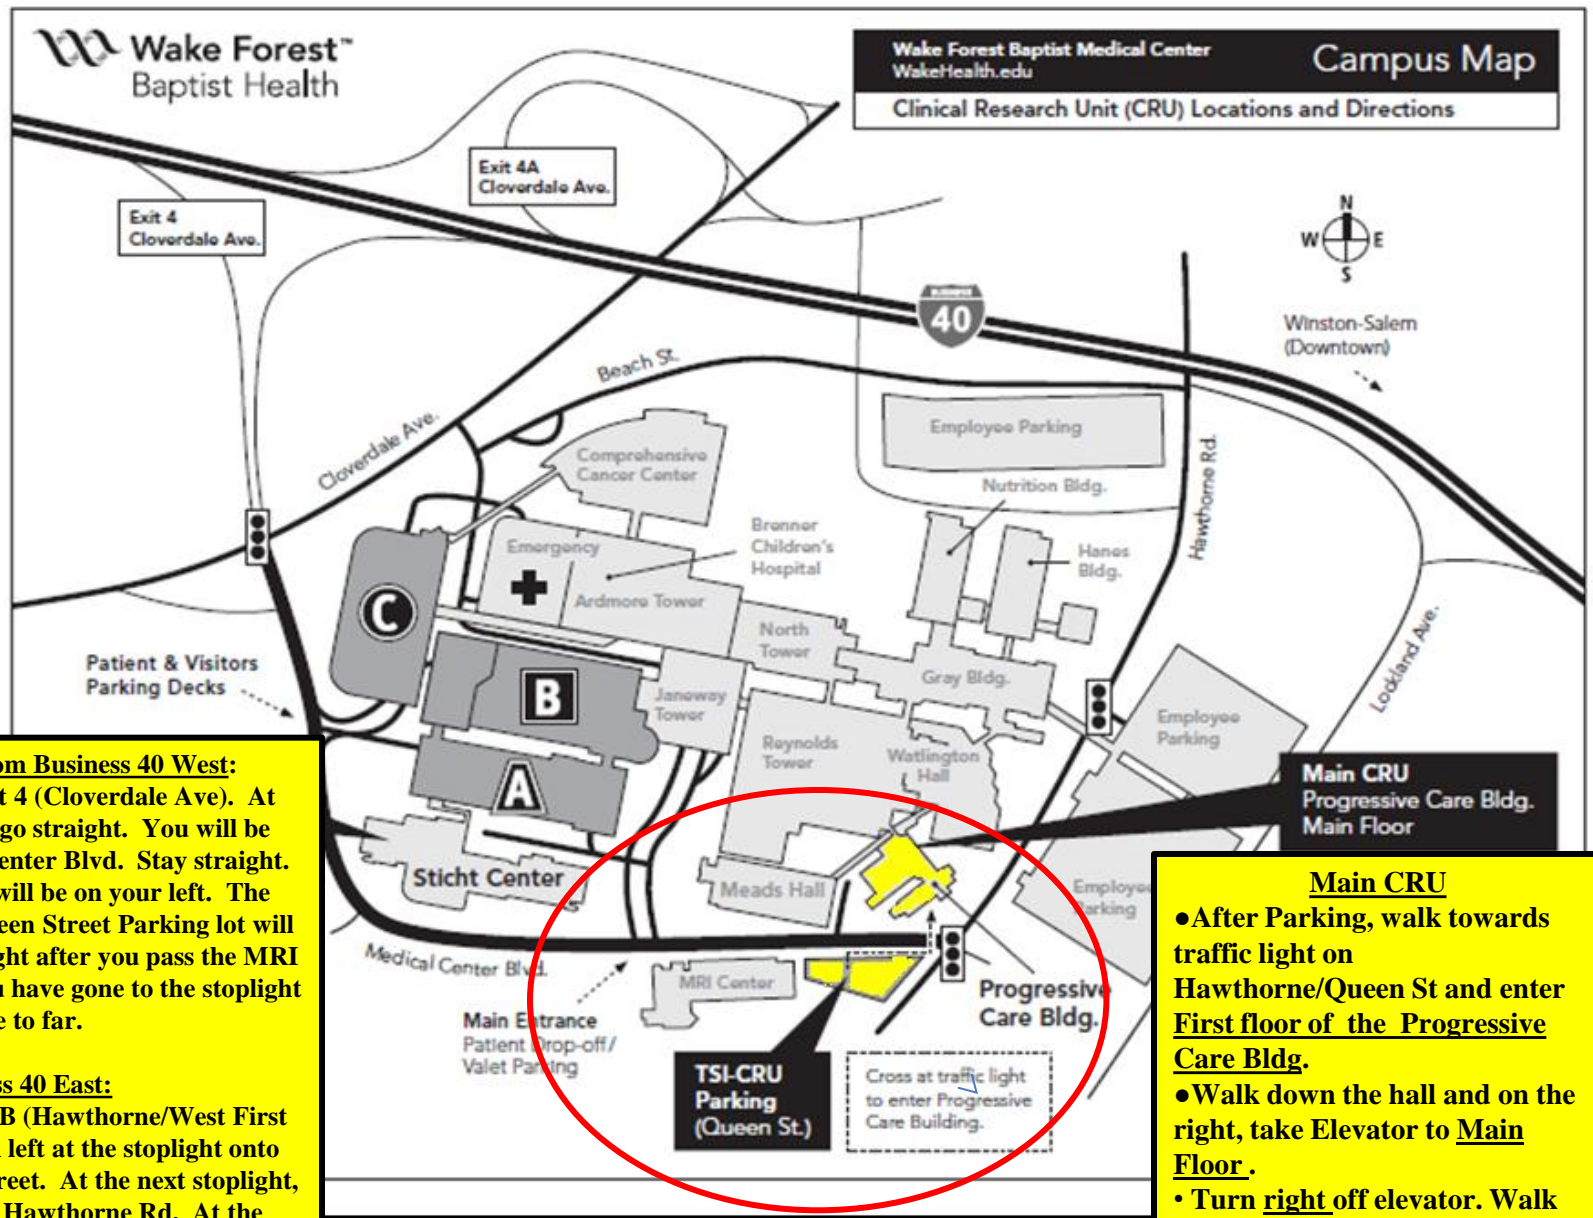 Wake Forest™
Baptist Health
Wake Forest Baptist Medical Center
WakeHealth.edu
Campus Map
Clinical Research Unit (CRU) Locations and Directions
Exit 4A
Cloverdale Ave.
Exit 4
Cloverdale Ave.
N
W E
S
BUSINESS
40
Winston-Salem
(Downtown)
Beach St.
Cloverdale Ave.
Employee Parking
Comprehensive
Cancer Center
Nutrition Bldg.
Hawthorne Rd.
Brenner
Children's
Hospital
Emergency
Hanes
Bldg.
Ardmore Tower
C
North
Tower
Lockland Ave.
Patient & Visitors
Parking Decks
Gray Bldg.
B
Janeway
Tower
Employee
Parking
Reynolds
Tower
Watlington
Hall
A
Main CRU
Progressive Care Bldg.
Main Floor
Sticht Center
Meads Hall
Employee
Parking
Medical Center Blvd.
MRI Center
Progressive
Care Bldg.
Main Entrance
Patient Drop-off/
Valet Parking
TSI-CRU
Parking
(Queen St.)
Cross at traffic light
to enter Progressive
Care Building.
om Business 40 West:
t 4 (Cloverdale Ave). At
go straight. You will be
enter Blvd. Stay straight.
will be on your left. The
een Street Parking lot will
ght after you pass the MRI
u have gone to the stoplight
e to far.
ss 40 East:
B (Hawthorne/West First
left at the stoplight onto
reet. At the next stoplight,
Hawthorne Rd. At the
Main CRU
●After Parking, walk towards
traffic light on
Hawthorne/Queen St and enter
First floor of the Progressive
Care Bldg.
●Walk down the hall and on the
right, take Elevator to Main
Floor .
• Turn right off elevator. Walk